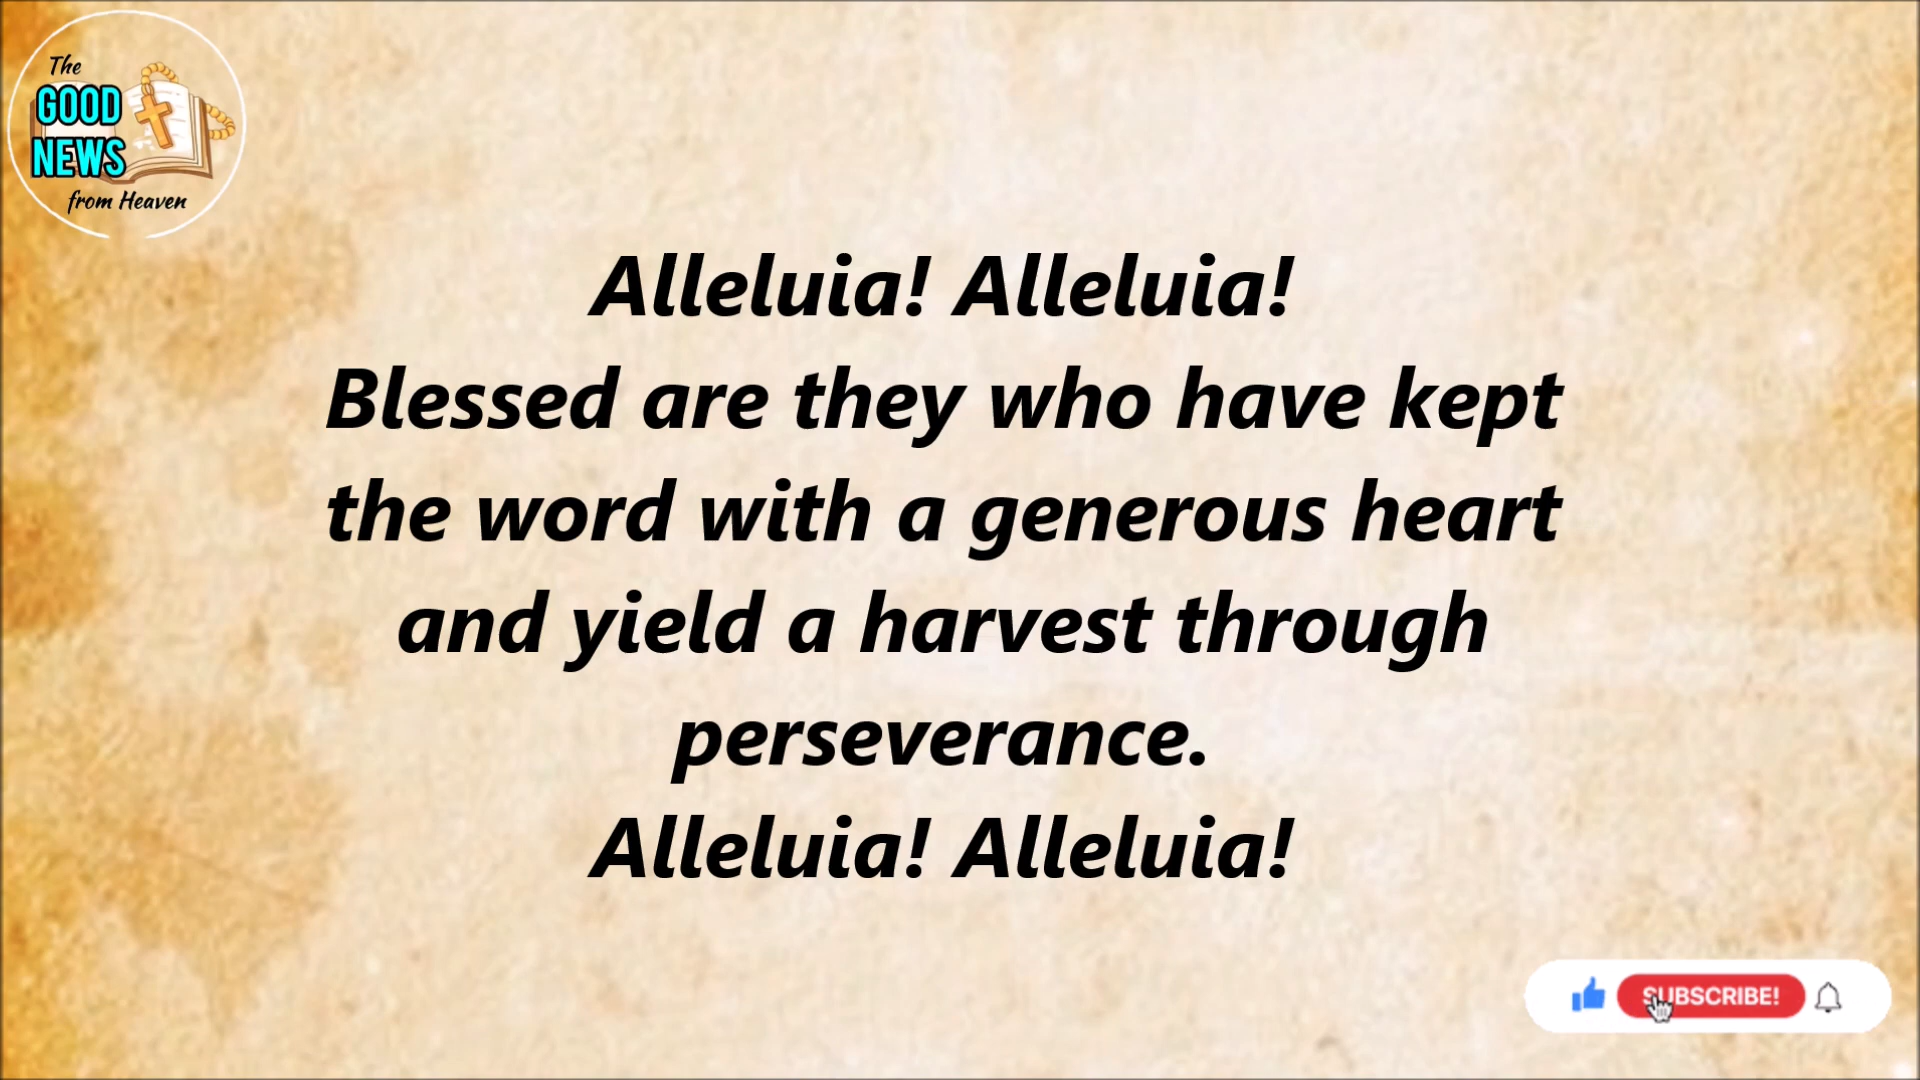 The
GOOD
NEWS
from Heaven
Alleluia! Alleluia!
Blessed are they who have kept
the word with a generous heart
and yield a harvest through
perseverance.
Alleluia! Alleluia!
SUBSCRIBE!